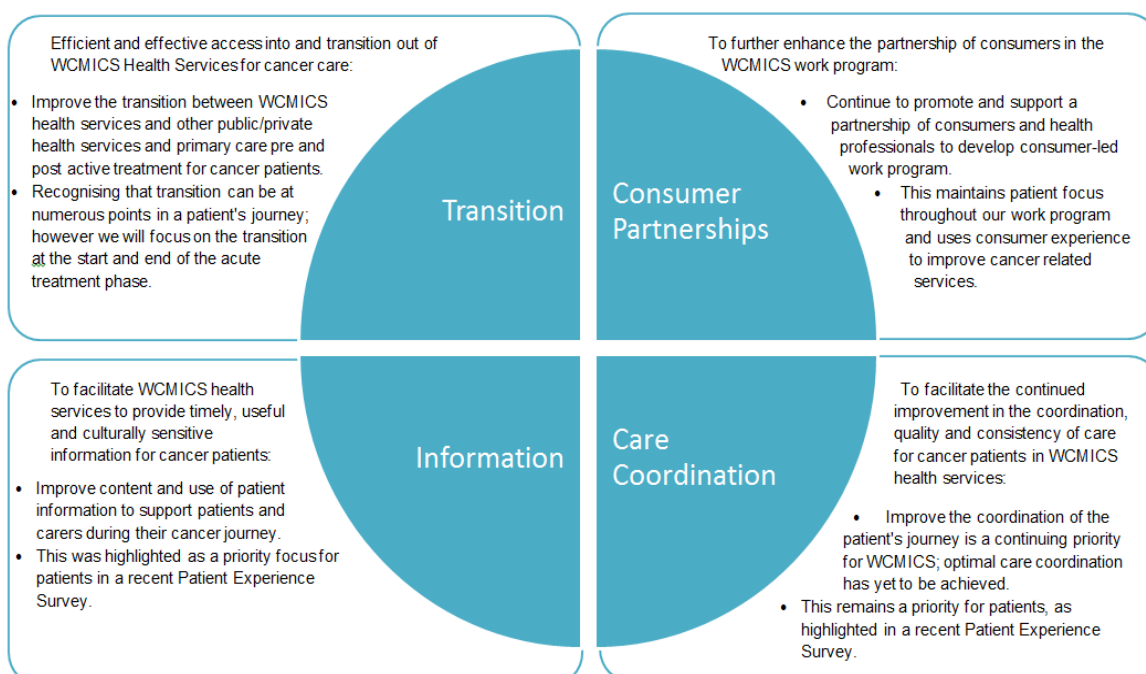 Efficient and effective access into and transition out of
WCMICS Health Services for cancer care:
• Improve the transition between WCMICS
health services and other public/private
health services and primary care pre and
post active treatment for cancer patients.
• Recognising that transition can be at
numerous points in a patient's journey;
however we will focus on the transition
at the start and end of the acute
treatment phase.
Transition
To further enhance the partnership of consumers in the
WCMICS work program:
• Continue to promote and support a
partnership of consumers and health
professionals to develop consumer-led
work program.
• This maintains patient focus
throughout our work program
and uses consumer experience
to improve cancer related
services.
Consumer
Partnerships
To facilitate WCMICS health
services to provide timely, useful
and culturally sensitive
information for cancer patients:
• Improve content and use of patient
information to support patients and
carers during their cancer journey.
• This was highlighted as a priority focus for
patients in a recent Patient Experience
Survey.
Information
Care
Coordination
To facilitate the continued
improvement in the coordination,
quality and consistency of care
for cancer patients in WCMICS
health services:
• Improve the coordination of the
patient's journey is a continuing priority
for WCMICS; optimal care coordination
has yet to be achieved.
• This remains a priority for patients, as
highlighted in a recent Patient Experience
Survey.